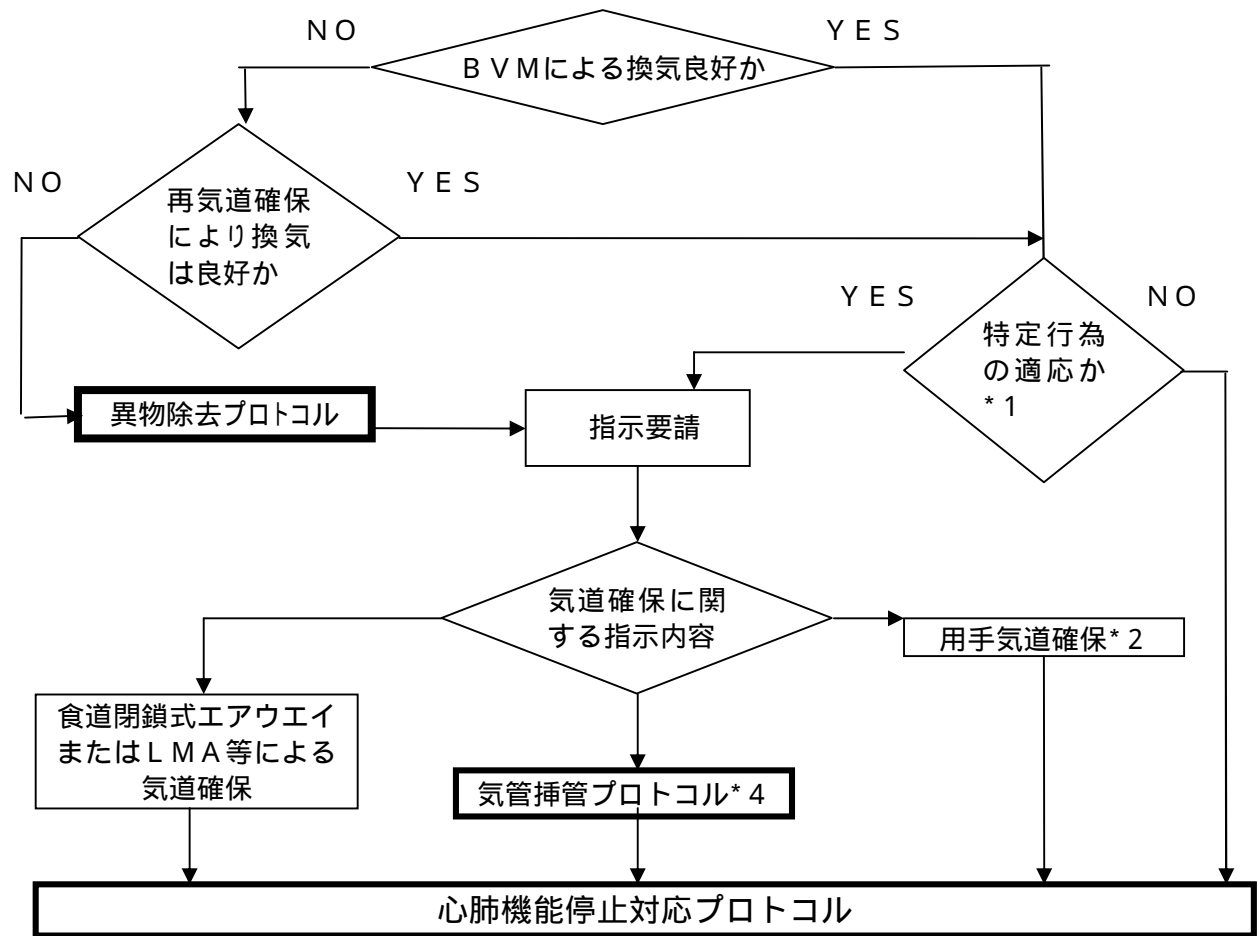 ＮＯ
ＹＥＳ
ＢＶＭによる換気良好か
ＮＯ
ＹＥＳ
再気道確保
により換気
は良好か
ＹＥＳ
ＮＯ
特定行為
の適応か
*1
異物除去プロトコル
指示要請
気道確保に関
する指示内容
用手気道確保*2
食道閉鎖式エアウエイ
またはＬＭＡ等による
気道確保
気管挿管プロトコル*4
心肺機能停止対応プロトコル